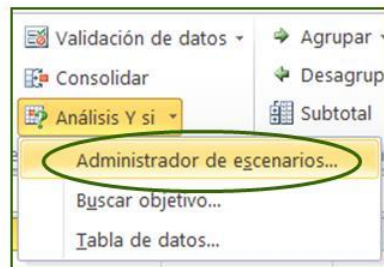 Validación de datos
Agrupar
Consolidar
Desagrup
Análisis Y si
Subtotal
Administrador de escenarios...
Buscar objetivo...
Tabla de datos...